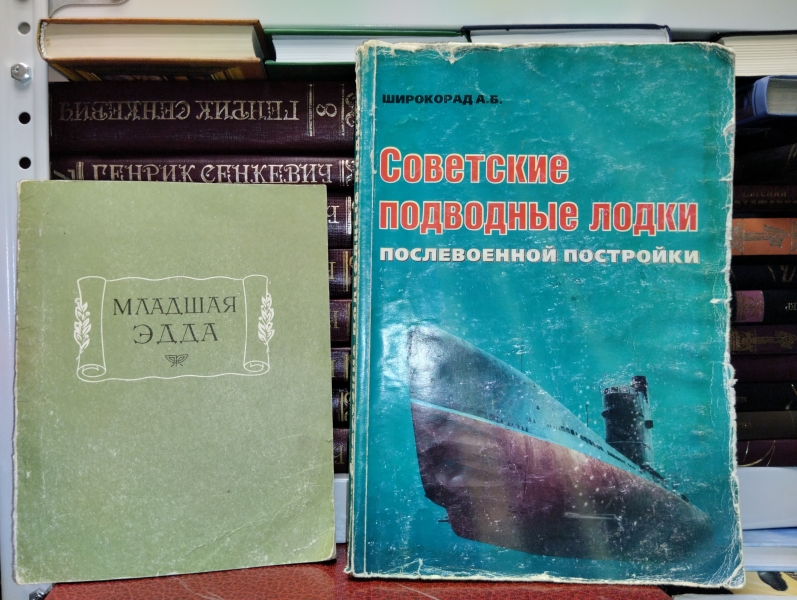 ГЕНРИК СЕНКЕВИЧ 8
ГЕНРИК СЕНКЕВИЧ
МЛАДШАЯ
ЭДДА
ШИРОКОРАД А.Б.
СОВЕТСКИЕ
ПОДВОДНЫЕ ЛОДКИ
ПОСЛЕВОЕННОЙ ПОСТРОЙКИ